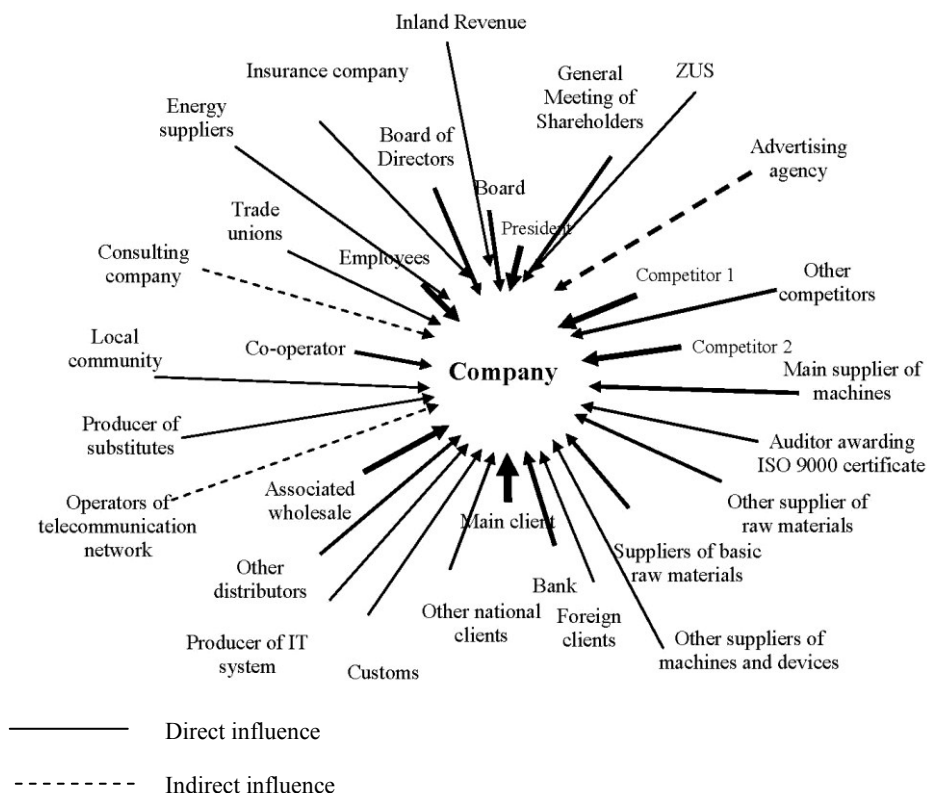 Inland Revenue
Insurance company
General
Meeting of
Shareholders
ZUS
Energy
suppliers
Board of
Directors
Advertising
agency
Board
President
Trade
unions
Employees
Consulting
company
Competitor 1
Other
competitors
Local
community
Co-operator
Competitor 2
Company
Main supplier of
machines
Producer of
substitutes
Auditor awarding
ISO 9000 certificate
Operators of
telecommunication
network
Associated
wholesale
Main client
Other supplier of
raw materials
Suppliers of basic
raw materials
Other
distributors
Bank
Other national
clients
Foreign
clients
Producer of IT
system
Customs
Other suppliers of
machines and devices
Direct influence
Indirect influence